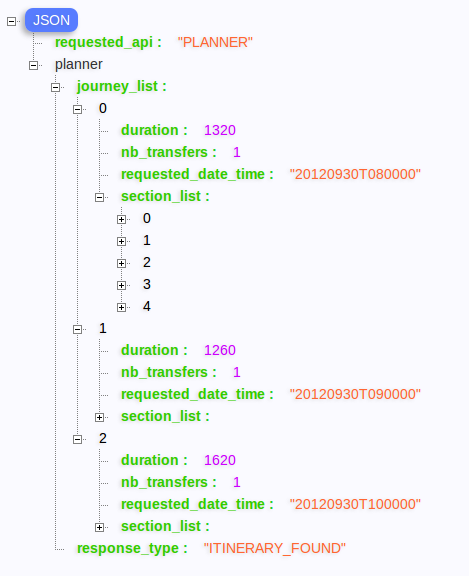 JSON
requested_api : "PLANNER"
planner
journey_list :
0
duration : 1320
nb_transfers : 1
requested_date_time : "20120930T080000"
section_list :
0
1
2
3
4
1
duration : 1260
nb_transfers : 1
requested_date_time : "20120930T090000"
section_list :
2
duration : 1620
nb_transfers : 1
requested_date_time : "20120930T100000"
section_list :
response_type : "ITINERARY_FOUND"